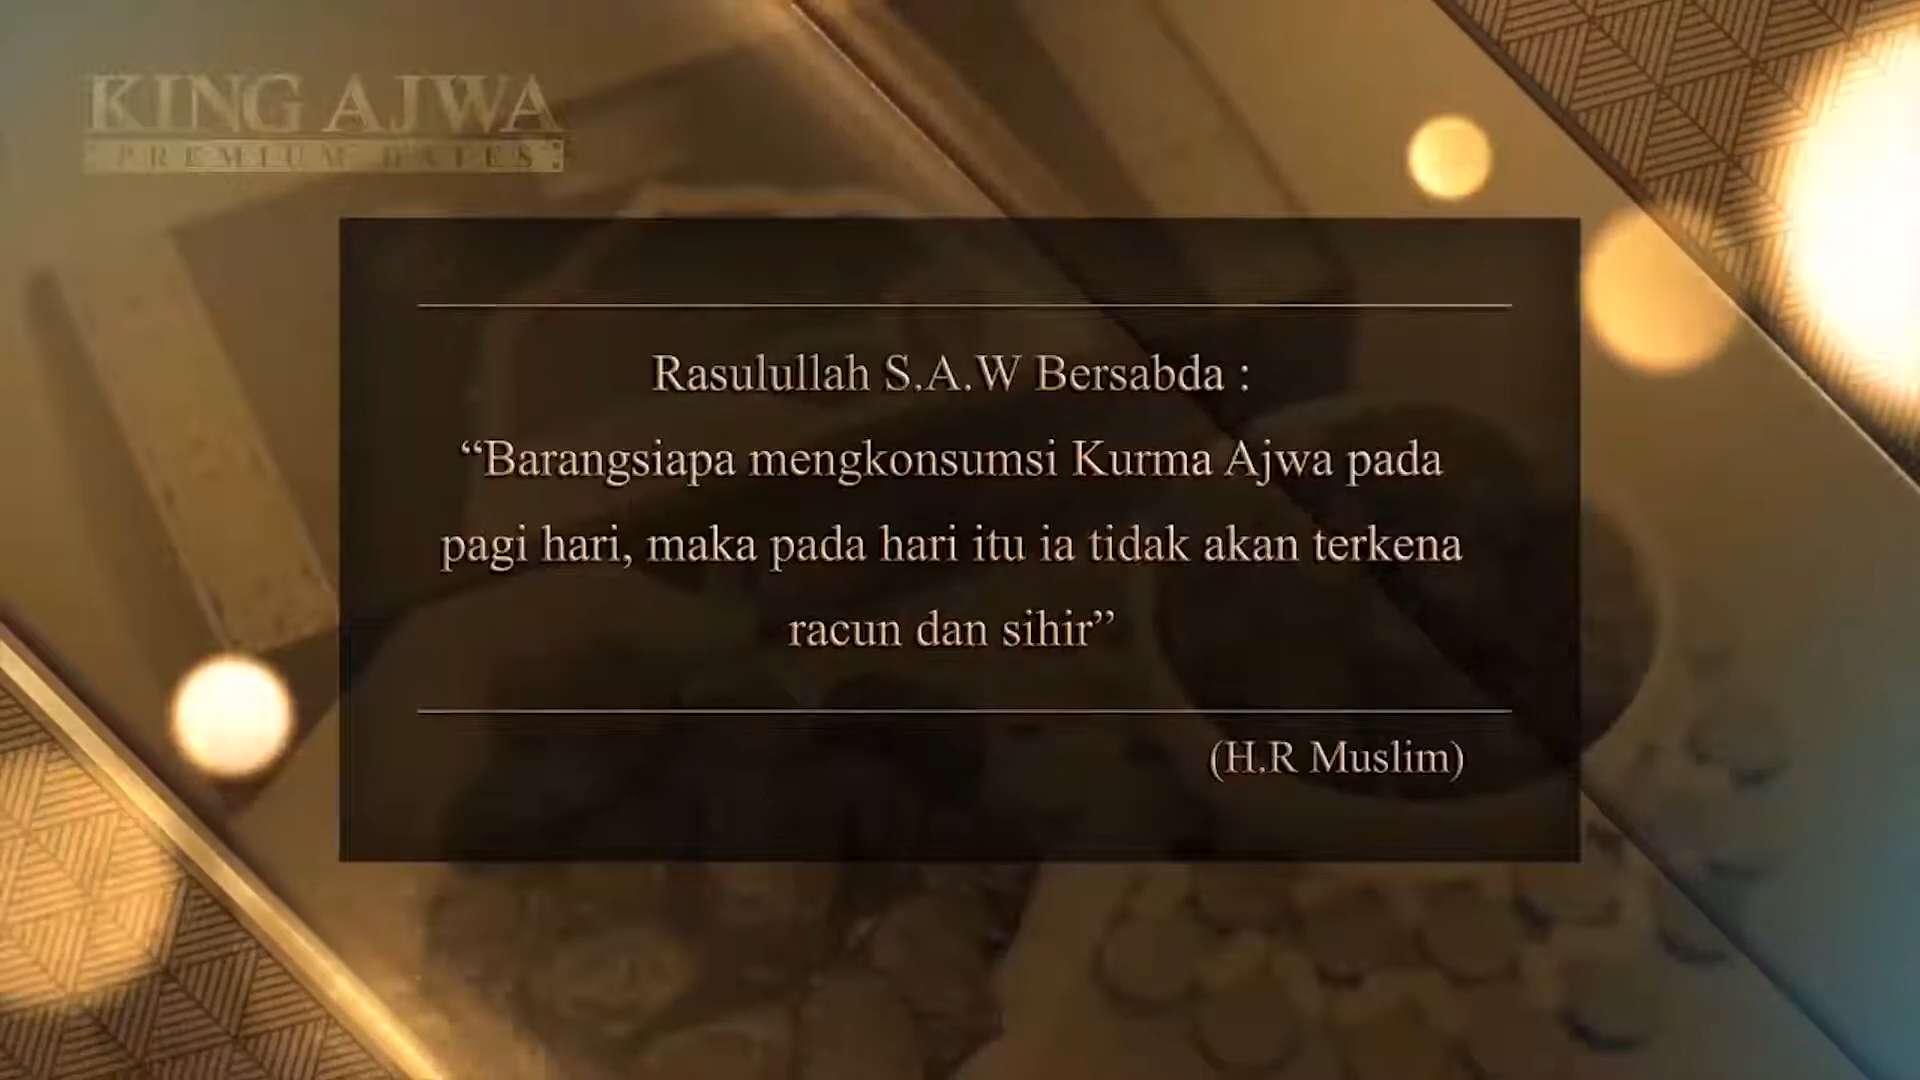 KING AJWA
PREMIUM DATES
Rasulullah S.A.W Bersabda :
“Barangsiapa mengkonsumsi Kurma Ajwa pada
pagi hari, maka pada hari itu ia tidak akan terkena
racun dan sihir”
(H.R Muslim)